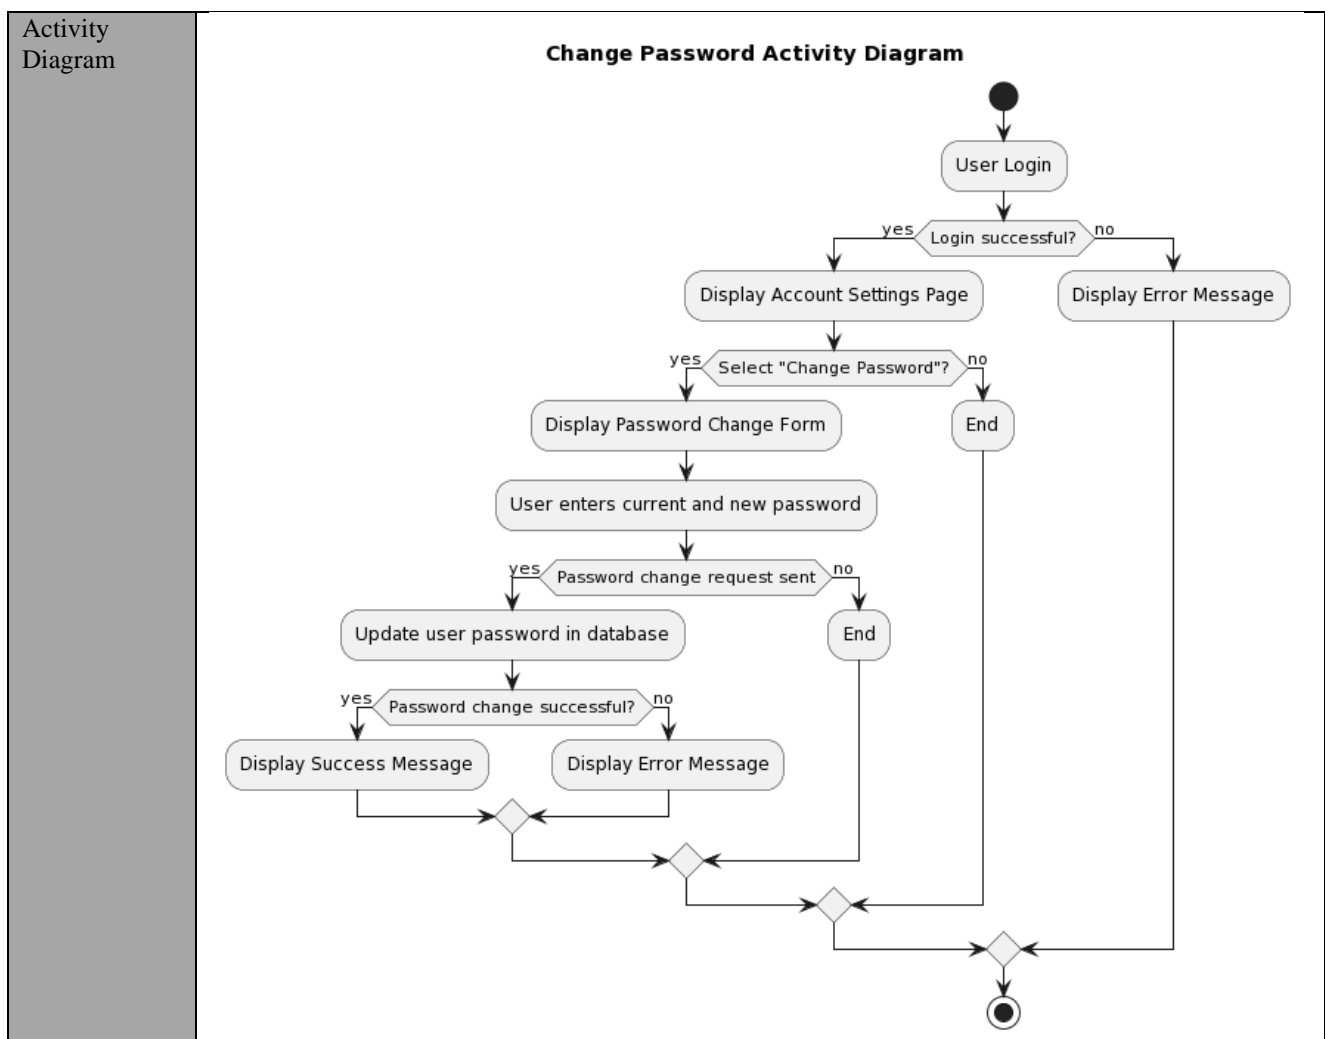 Activity
Diagram
Change Password Activity Diagram
User Login
yes
Login successful?
no
Display Account Settings Page
Display Error Message
yes
Select "Change Password"?
no
Display Password Change Form
End
User enters current and new password
yes
Password change request sent
no
Update user password in database
End
yes
Password change successful?
no
Display Success Message
Display Error Message